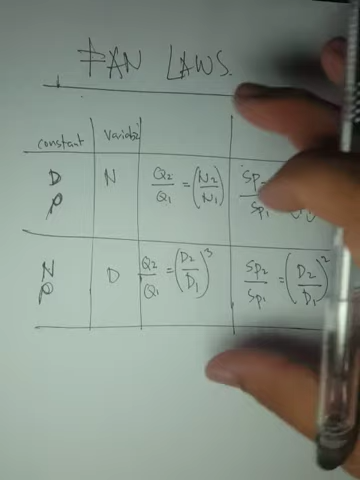 FAN LAWS.
constant variable
D ρ N Q₂/Q₁ = (N₂/N₁) Sp₂/Sp₁
N ρ D Q₂/Q₁ = (D₂/D₁)³ Sp₂/Sp₁ = (D₂/D₁)²